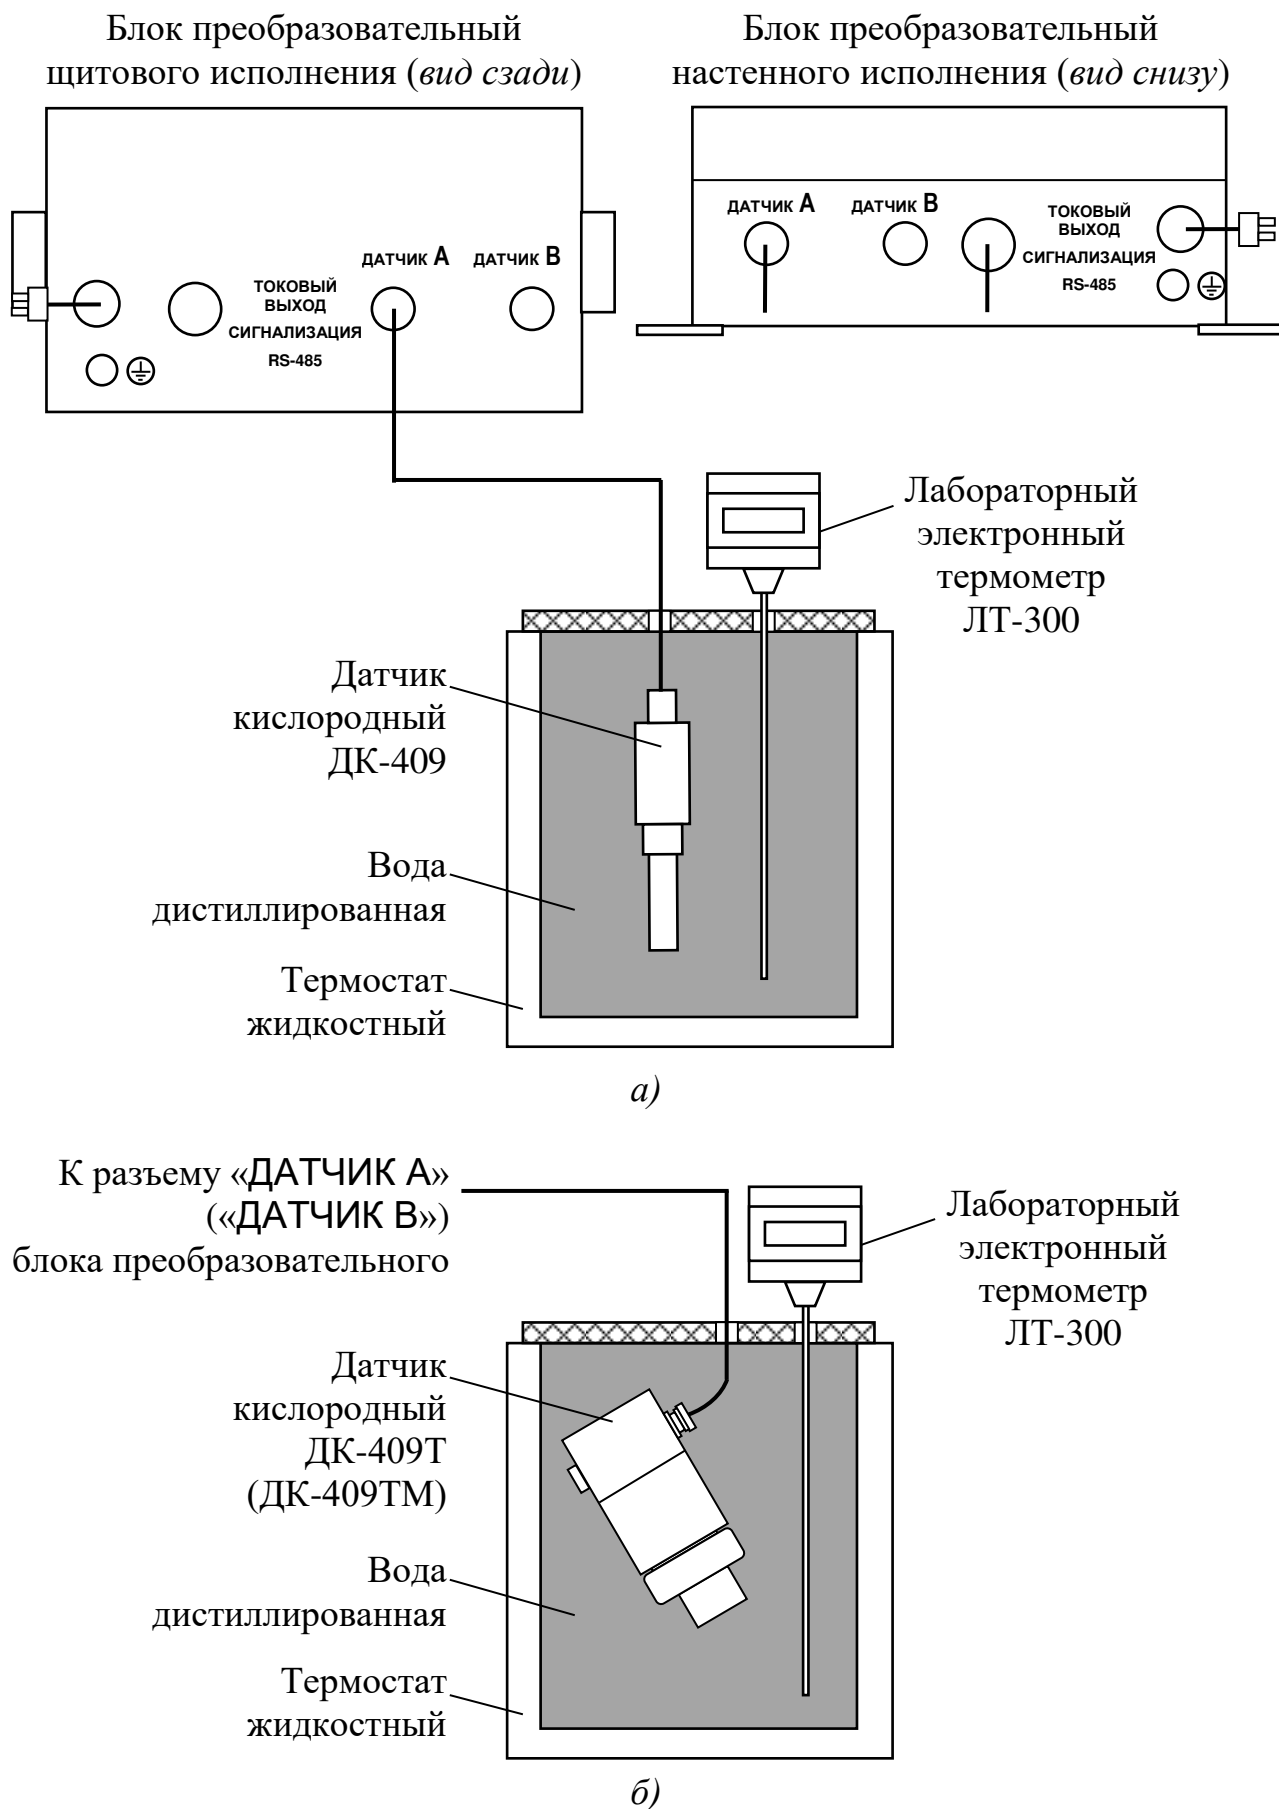 Блок преобразовательный
щитового исполнения (вид сзади)
Блок преобразовательный
настенного исполнения (вид снизу)
ДАТЧИК А
ДАТЧИК В
ТОКОВЫЙ
ВЫХОД
СИГНАЛИЗАЦИЯ
RS-485
ДАТЧИК А
ДАТЧИК В
ТОКОВЫЙ
ВЫХОД
СИГНАЛИЗАЦИЯ
RS-485
Лабораторный
электронный
термометр
ЛТ-300
Датчик
кислородный
ДК-409
Вода
дистиллированная
Термостат
жидкостный
а)
К разъему «ДАТЧИК А»
(«ДАТЧИК В»)
блока преобразовательного
Лабораторный
электронный
термометр
ЛТ-300
Датчик
кислородный
ДК-409Т
(ДК-409ТМ)
Вода
дистиллированная
Термостат
жидкостный
б)